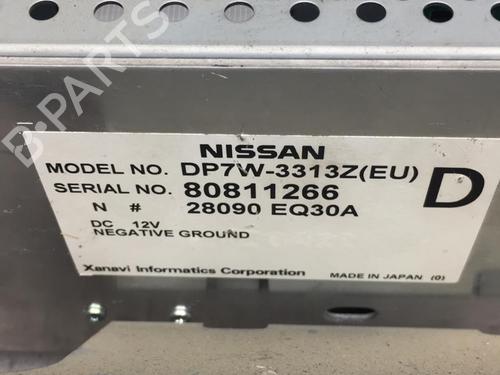 B-PARTS
NISSAN
MODEL NO. DP7W-3313Z(EU)
SERIAL NO. 80811266
N # 28090 EQ30A
D
DC 12V
NEGATIVE GROUND
Xanavi Informatics Corporation MADE IN JAPAN (0)